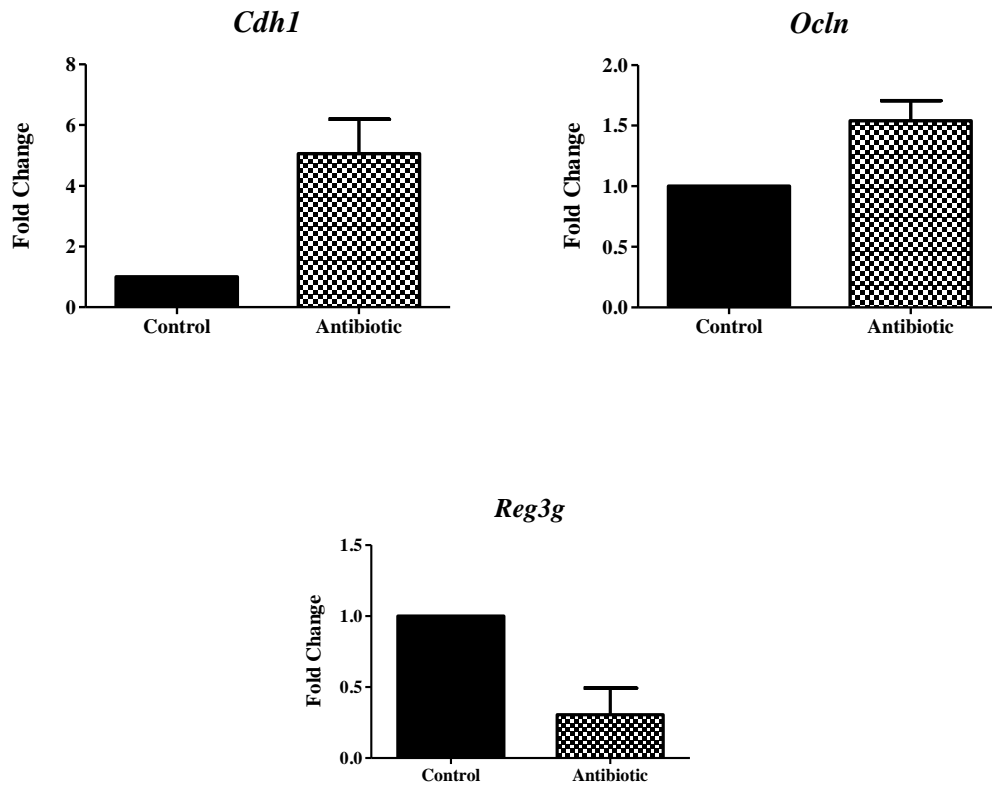 Cdh1
Fold Change
8
6
4
2
0
Control Antibiotic
Ocln
Fold Change
2.0
1.5
1.0
0.5
0.0
Control Antibiotic
Reg3g
Fold Change
1.5
1.0
0.5
0.0
Control Antibiotic